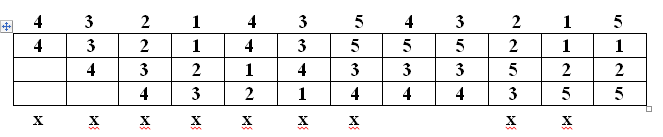 4 3 2 1 4 3 5 4 3 2 1 5
4 3 2 1 4 3 5 5 5 2 1 1
4 3 2 1 4 3 3 3 5 2 2
4 3 2 1 4 4 4 3 5 5
x x x x x x x x x